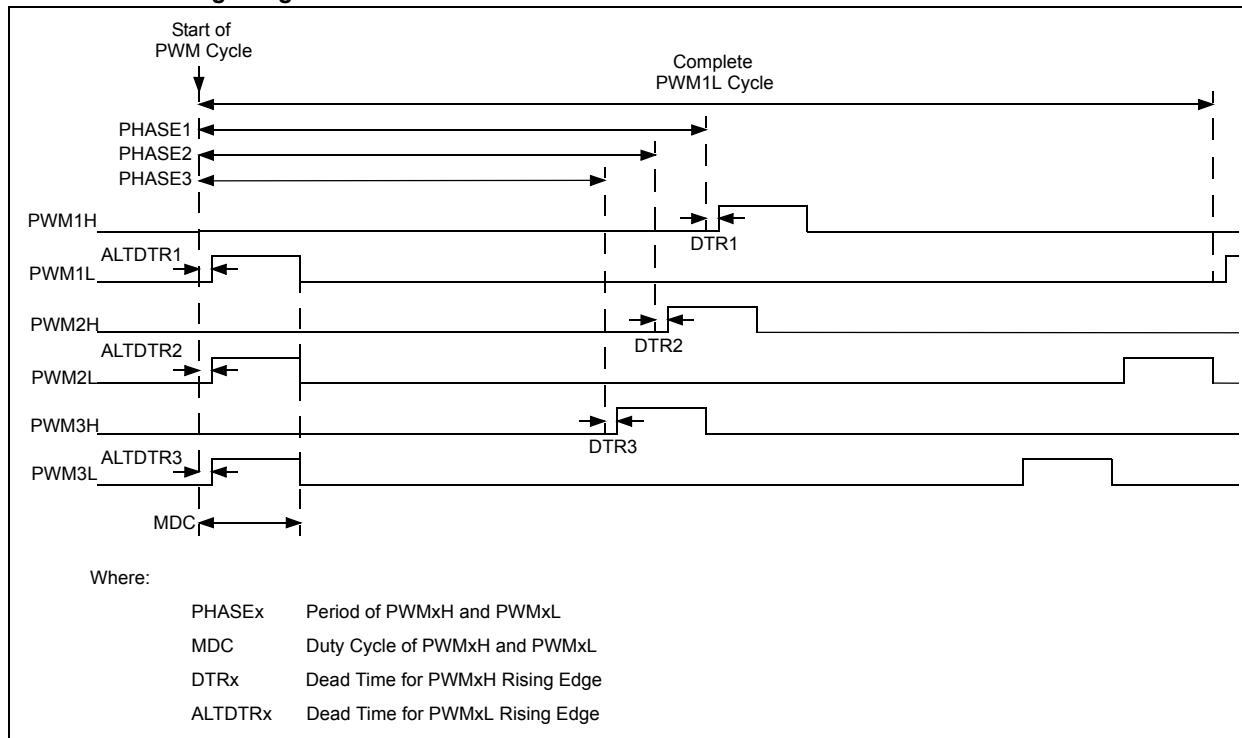 Start of
PWM Cycle
Complete
PWM1L Cycle
PHASE1
PHASE2
PHASE3
PWM1H
DTR1
ALTDTR1
PWM1L
PWM2H
DTR2
ALTDTR2
PWM2L
PWM3H
DTR3
ALTDTR3
PWM3L
MDC
Where:
PHASEx Period of PWMxH and PWMxL
MDC Duty Cycle of PWMxH and PWMxL
DTRx Dead Time for PWMxH Rising Edge
ALTDTRx Dead Time for PWMxL Rising Edge